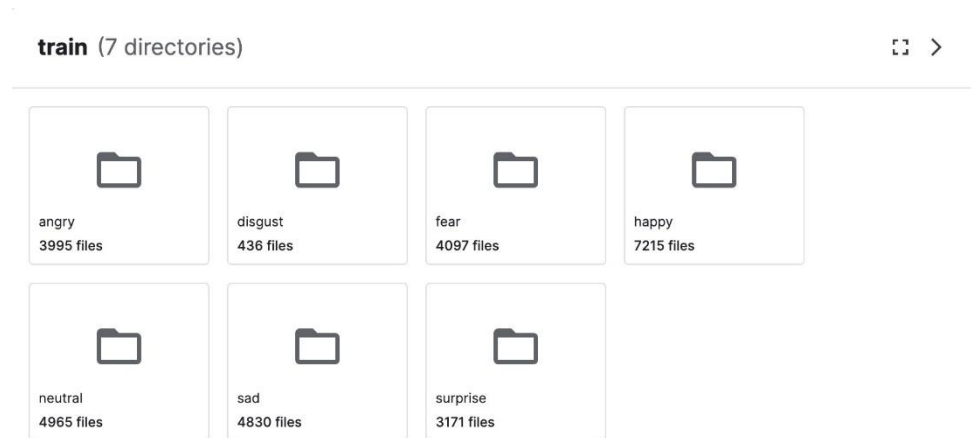 train (7 directories)
angry
3995 files
disgust
436 files
fear
4097 files
happy
7215 files
neutral
4965 files
sad
4830 files
surprise
3171 files